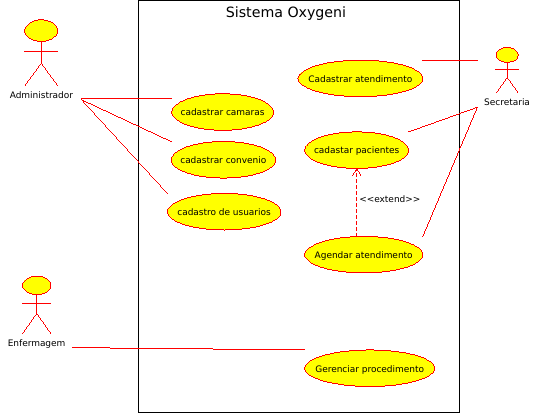 Sistema Oxygeni
Cadastrar atendimento
Administrador
Secretaria
cadastrar camaras
cadastar pacientes
cadastrar convenio
<<extend>>
cadastro de usuarios
Agendar atendimento
Enfermagem
Gerenciar procedimento